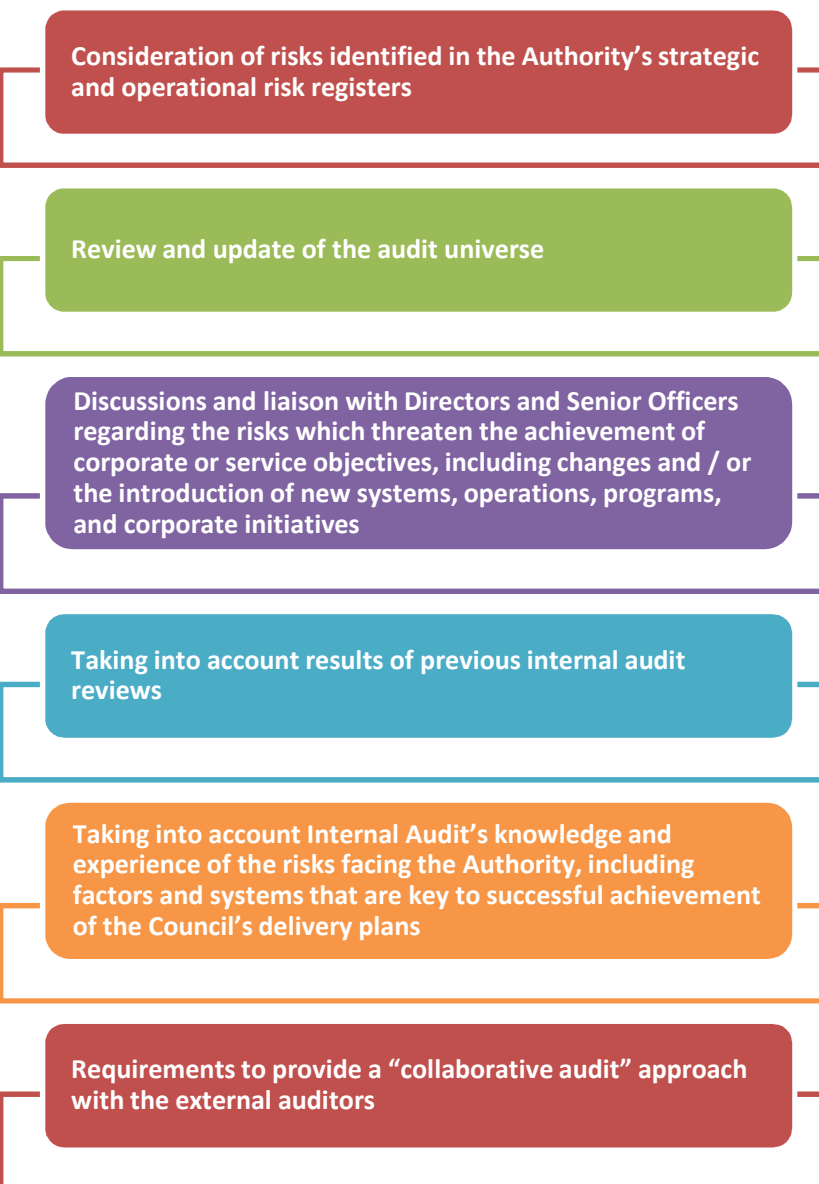 Consideration of risks identified in the Authority’s strategic
and operational risk registers
Review and update of the audit universe
Discussions and liaison with Directors and Senior Officers
regarding the risks which threaten the achievement of
corporate or service objectives, including changes and / or
the introduction of new systems, operations, programs,
and corporate initiatives
Taking into account results of previous internal audit
reviews
Taking into account Internal Audit’s knowledge and
experience of the risks facing the Authority, including
factors and systems that are key to successful achievement
of the Council’s delivery plans
Requirements to provide a “collaborative audit” approach
with the external auditors